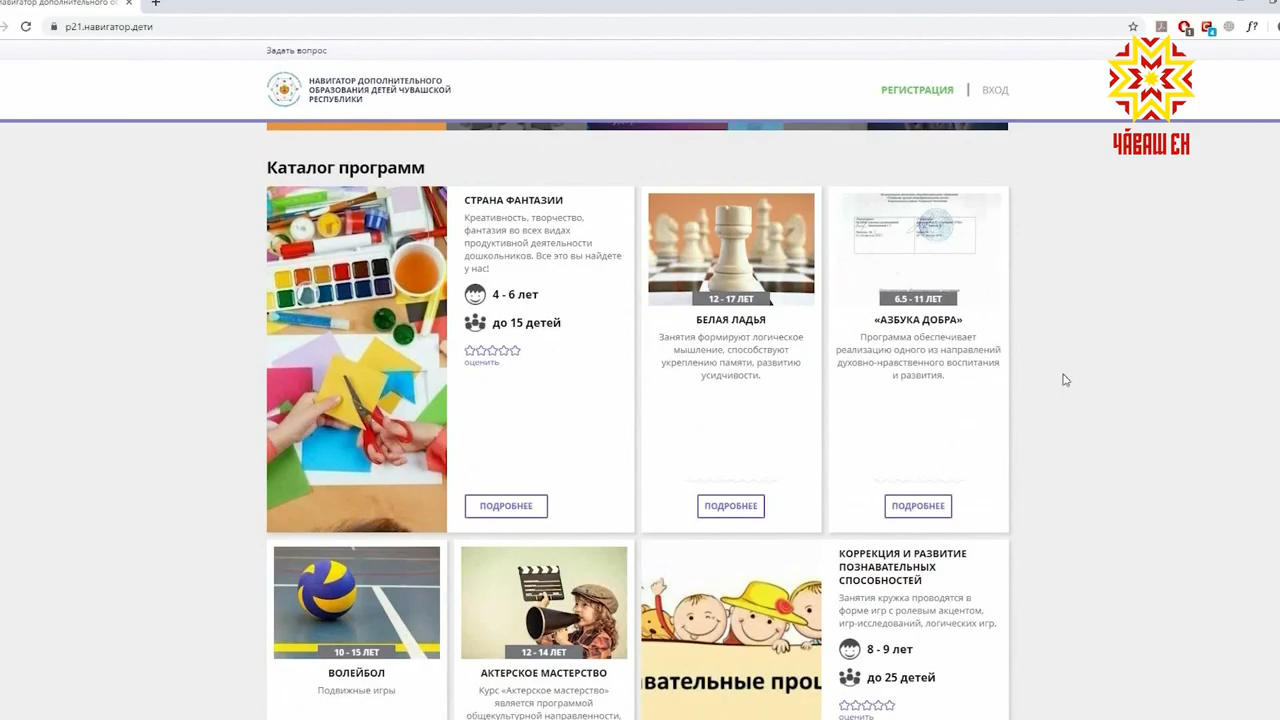 p21.навигатор.дети
Задать вопрос
НАВИГАТОР ДОПОЛНИТЕЛЬНОГО
ОБРАЗОВАНИЯ ДЕТЕЙ ЧУВАШСКОЙ
РЕСПУБЛИКИ
РЕГИСТРАЦИЯ | ВХОД
ЧӐВАШ ЕН
Каталог программ
СТРАНА ФАНТАЗИИ
Креативность, творчество,
фантазия во всех видах
продуктивной деятельности
дошкольников. Все это вы найдете
у нас!
4 - 6 лет
до 15 детей
оценить
ПОДРОБНЕЕ
12 - 17 ЛЕТ
БЕЛАЯ ЛАДЬЯ
Занятия формируют логическое
мышление, способствуют
укреплению памяти, развитию
усидчивости.
ПОДРОБНЕЕ
6.5 - 11 ЛЕТ
«АЗБУКА ДОБРА»
Программа обеспечивает
реализацию одного из направлений
духовно-нравственного воспитания
и развития.
ПОДРОБНЕЕ
10 - 15 ЛЕТ
ВОЛЕЙБОЛ
Подвижные игры
12 - 14 ЛЕТ
АКТЕРСКОЕ МАСТЕРСТВО
Курс «Актерское мастерство»
является программой
общекультурной направленности,
вательные проц
КОРРЕКЦИЯ И РАЗВИТИЕ
ПОЗНАВАТЕЛЬНЫХ
СПОСОБНОСТЕЙ
Занятия кружка проводятся в
форме игр с ролевым акцентом,
игр-исследований, логических игр.
8 - 9 лет
до 25 детей
оценить